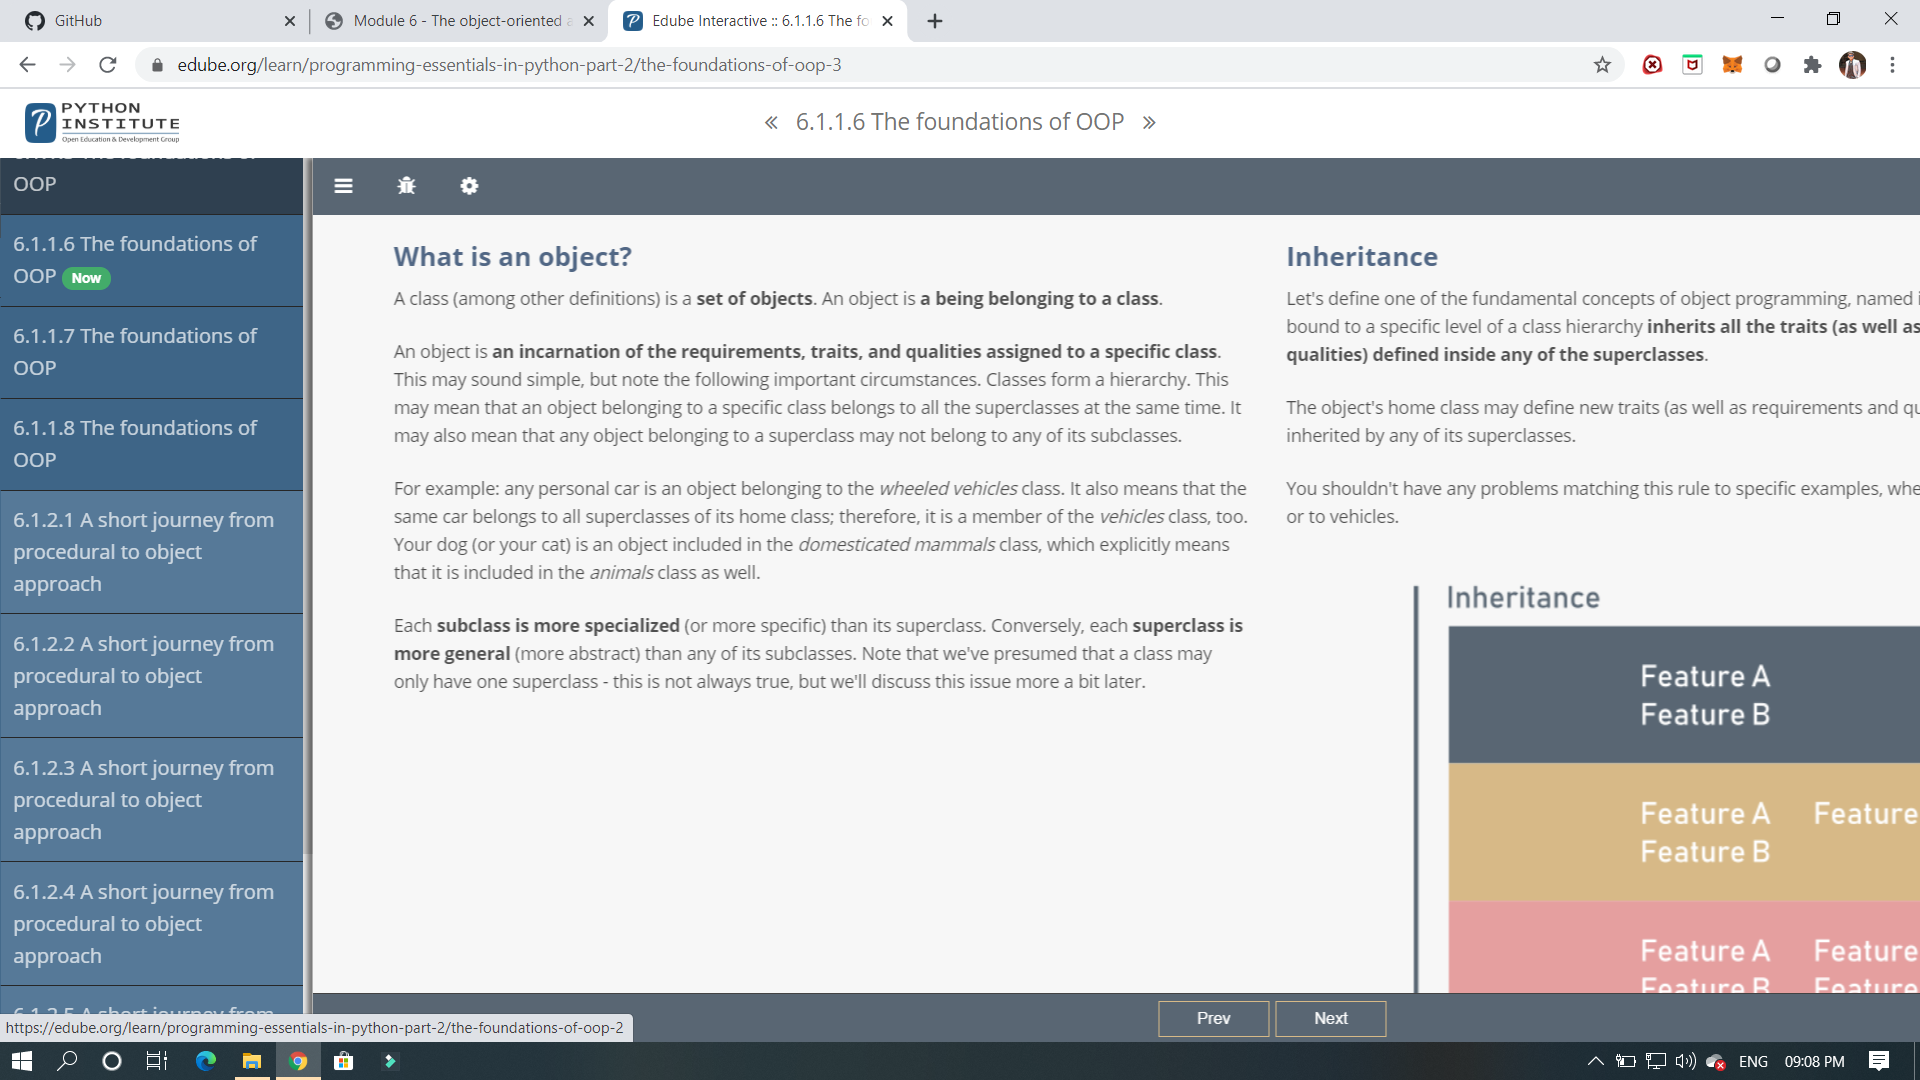 GitHub
Module 6 - The object-oriented a
Edube Interactive :: 6.1.1.6 The fo
edube.org/learn/programming-essentials-in-python-part-2/the-foundations-of-oop-3
PYTHON
INSTITUTE
Open Education & Development Group
« 6.1.1.6 The foundations of OOP »
OOP
6.1.1.6 The foundations of
OOP Now
6.1.1.7 The foundations of
OOP
6.1.1.8 The foundations of
OOP
6.1.2.1 A short journey from
procedural to object
approach
6.1.2.2 A short journey from
procedural to object
approach
6.1.2.3 A short journey from
procedural to object
approach
6.1.2.4 A short journey from
procedural to object
approach
6.1.2.5 A short journey from
What is an object?
A class (among other definitions) is a set of objects. An object is a being belonging to a class.
An object is an incarnation of the requirements, traits, and qualities assigned to a specific class.
This may sound simple, but note the following important circumstances. Classes form a hierarchy. This
may mean that an object belonging to a specific class belongs to all the superclasses at the same time. It
may also mean that any object belonging to a superclass may not belong to any of its subclasses.
For example: any personal car is an object belonging to the wheeled vehicles class. It also means that the
same car belongs to all superclasses of its home class; therefore, it is a member of the vehicles class, too.
Your dog (or your cat) is an object included in the domesticated mammals class, which explicitly means
that it is included in the animals class as well.
Each subclass is more specialized (or more specific) than its superclass. Conversely, each superclass is
more general (more abstract) than any of its subclasses. Note that we've presumed that a class may
only have one superclass - this is not always true, but we'll discuss this issue more a bit later.
Inheritance
Let's define one of the fundamental concepts of object programming, named i
bound to a specific level of a class hierarchy inherits all the traits (as well as
qualities) defined inside any of the superclasses.
The object's home class may define new traits (as well as requirements and qu
inherited by any of its superclasses.
You shouldn't have any problems matching this rule to specific examples, whe
or to vehicles.
Inheritance
Feature A
Feature B
Feature A Feature
Feature B
Feature A Feature
Feature B Feature
Prev
Next
https://edube.org/learn/programming-essentials-in-python-part-2/the-foundations-of-oop-2
ENG
09:08 PM